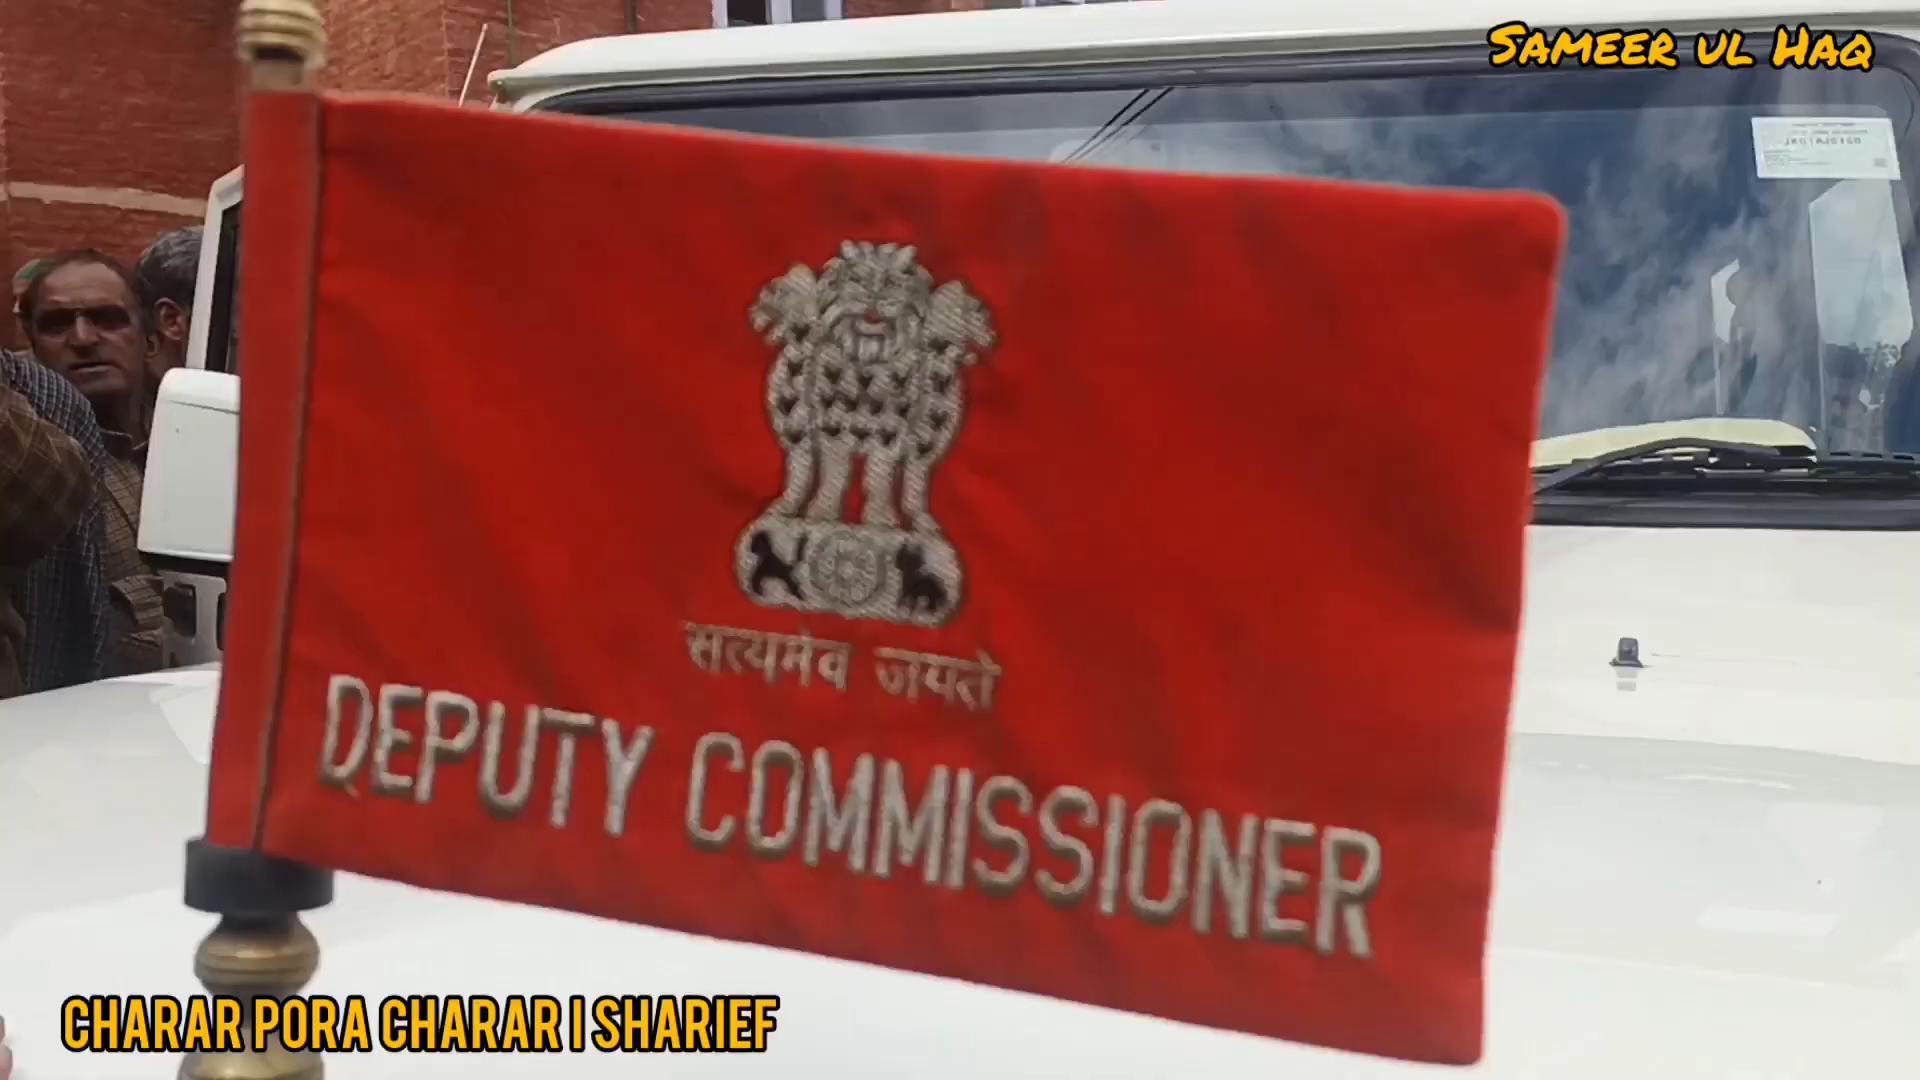 SAMEER UL HAQ
सत्यमेव जयते
DEPUTY COMMISSIONER
CHARAR PORA CHARAR I SHARIEF